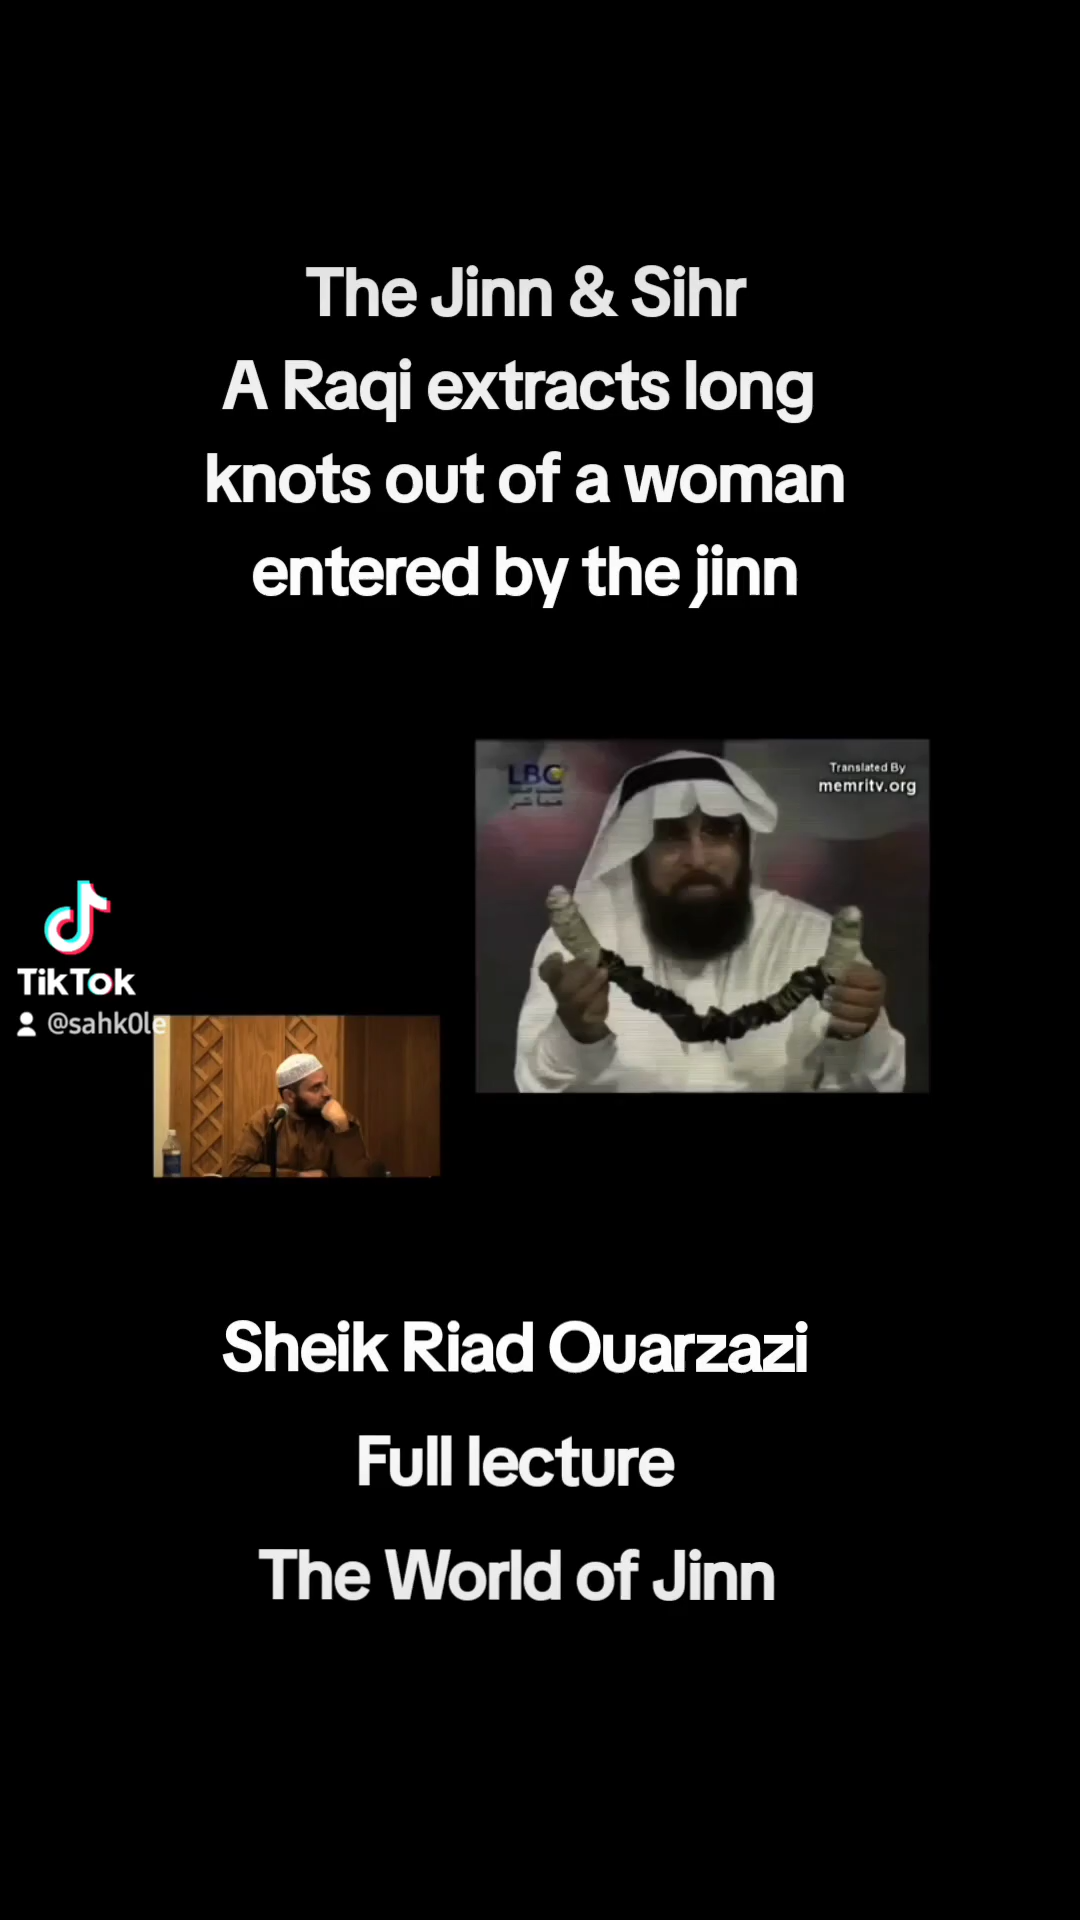 The Jinn & Sihr
A Raqi extracts long
knots out of a woman
entered by the jinn
LBC
Translated By
memritv.org
TikTok
@sahk0le
Sheik Riad Ouarzazi
Full lecture
The World of Jinn